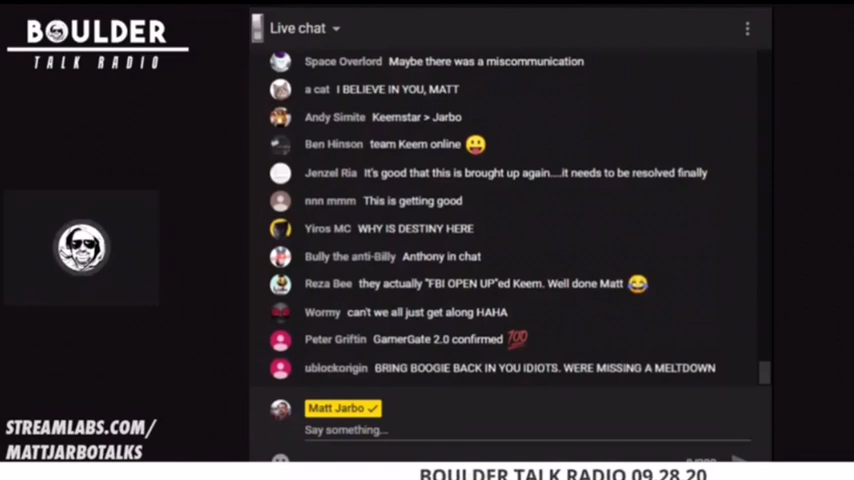 BOULDER
TALK RADIO
Live chat
Space Overlord Maybe there was a miscommunication
a cat I BELIEVE IN YOU, MATT
Andy Simite Keemstar > Jarbo
Ben Hinson team Keem online 😛
Jenzel Ria It's good that this is brought up again....it needs to be resolved finally
nnn mmm This is getting good
Yiros MC WHY IS DESTINY HERE
Bully the anti-Billy Anthony in chat
Reza Bee they actually "FBI OPEN UP"ed Keem. Well done Matt 😂
Wormy can't we all just get along HAHA
Peter Griftin GamerGate 2.0 confirmed 💯
ublockorigin BRING BOOGIE BACK IN YOU IDIOTS. WERE MISSING A MELTDOWN
Matt Jarbo ✓
Say something...
STREAMLABS.COM/
MATTJARBOTALKS
BOULDER TALK RADIO 09.28.20